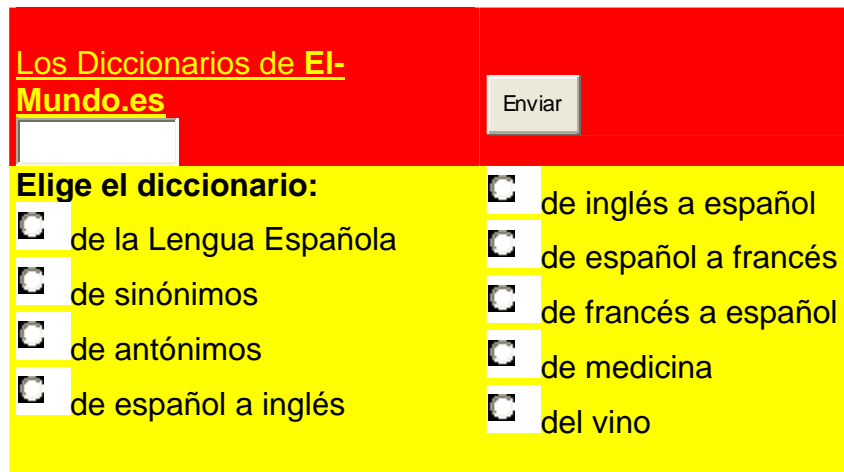 Los Diccionarios de El-
Mundo.es
Enviar
Elige el diccionario:
de la Lengua Española
de sinónimos
de antónimos
de español a inglés
de inglés a español
de español a francés
de francés a español
de medicina
del vino